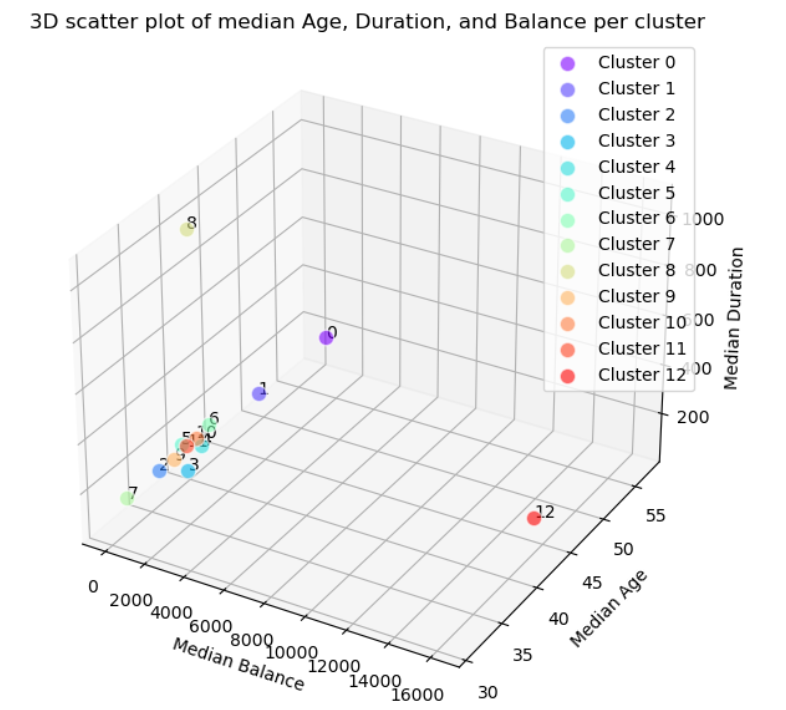 3D scatter plot of median Age, Duration, and Balance per cluster
Cluster 0
Cluster 1
Cluster 2
Cluster 3
Cluster 4
Cluster 5
Cluster 6
Cluster 7
Cluster 8
Cluster 9
Cluster 10
Cluster 11
Cluster 12
8
0
1
6
10
5
9
2
3
7
12
1000
800
600
400
200
Median Duration
55
50
45
40
35
30
Median Age
0
2000
4000
6000
8000
10000
12000
14000
16000
Median Balance